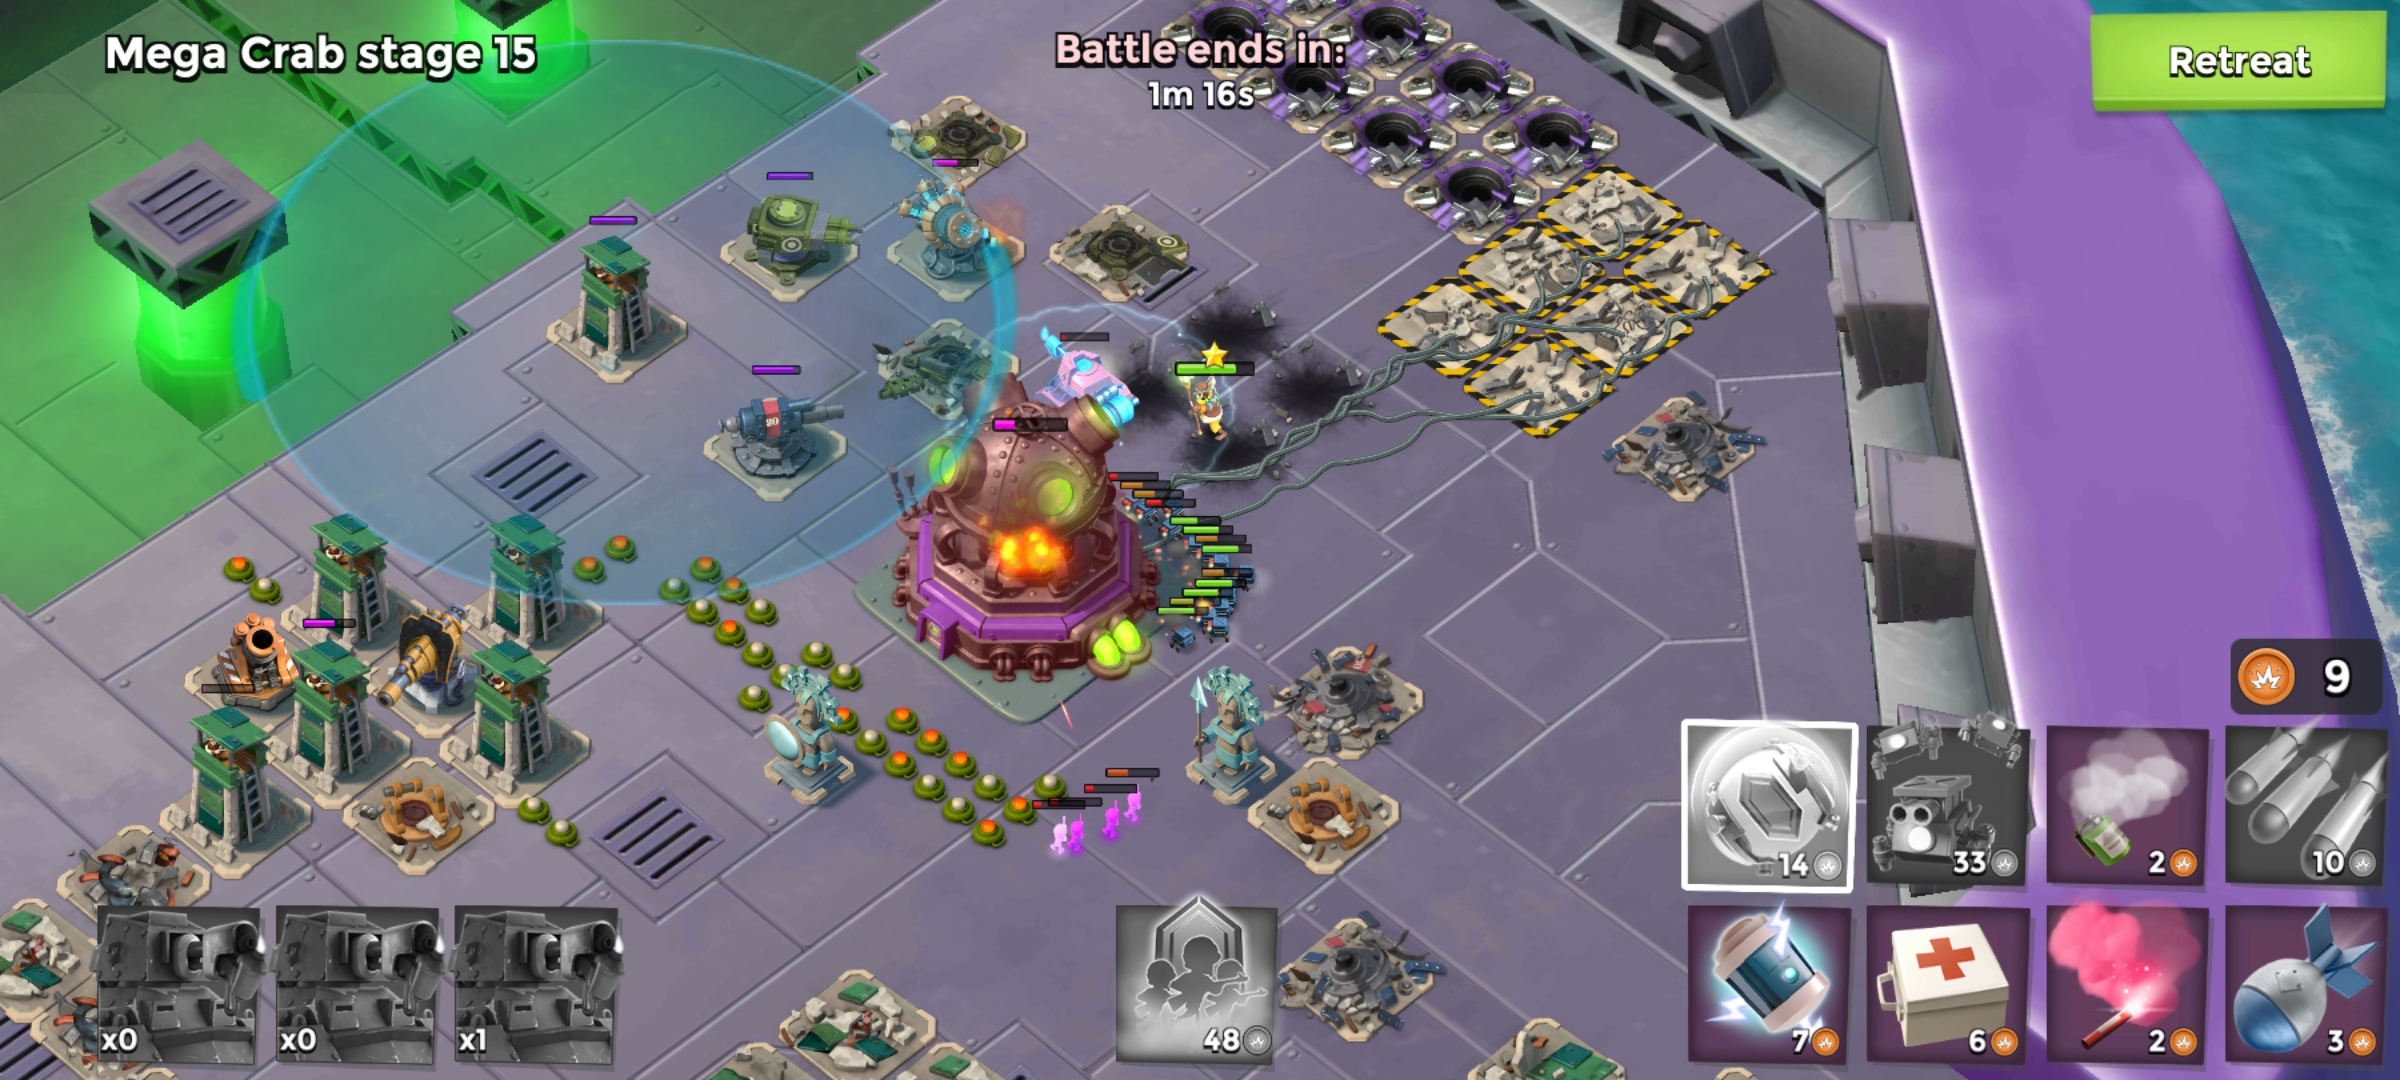 Mega Crab stage 15
Battle ends in:
1m 16s
Retreat
9
14
33
2
10
x0
x0
x1
48
7
6
2
3